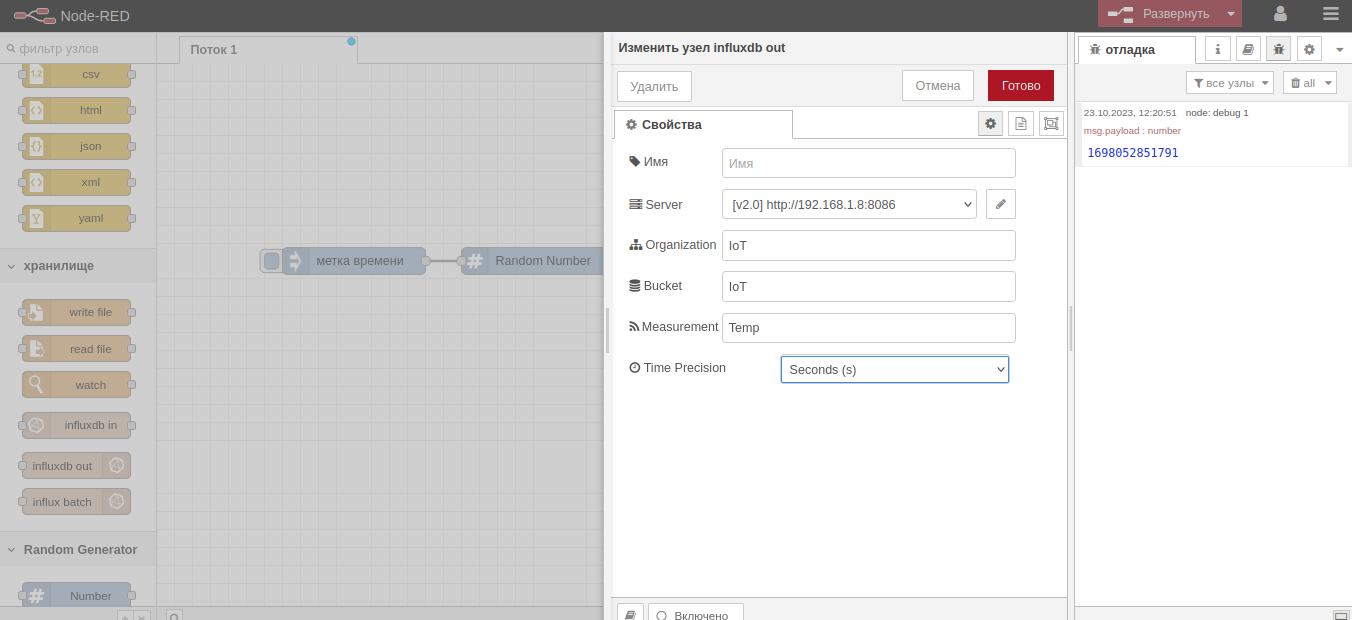 Node-RED
Развернуть
фильтр узлов
csv
html
json
xml
yaml
хранилище
write file
read file
watch
influxdb in
influxdb out
influx batch
Random Generator
Number
Поток 1
метка времени
Random Number
Изменить узел influxdb out
Удалить
Отмена
Готово
Свойства
Имя
Имя
Server
[v2.0] http://192.168.1.8:8086
Organization
IoT
Bucket
IoT
Measurement
Temp
Time Precision
Seconds (s)
Включено
отладка
все узлы
all
23.10.2023, 12:20:51 node: debug 1
msg.payload : number
1698052851791